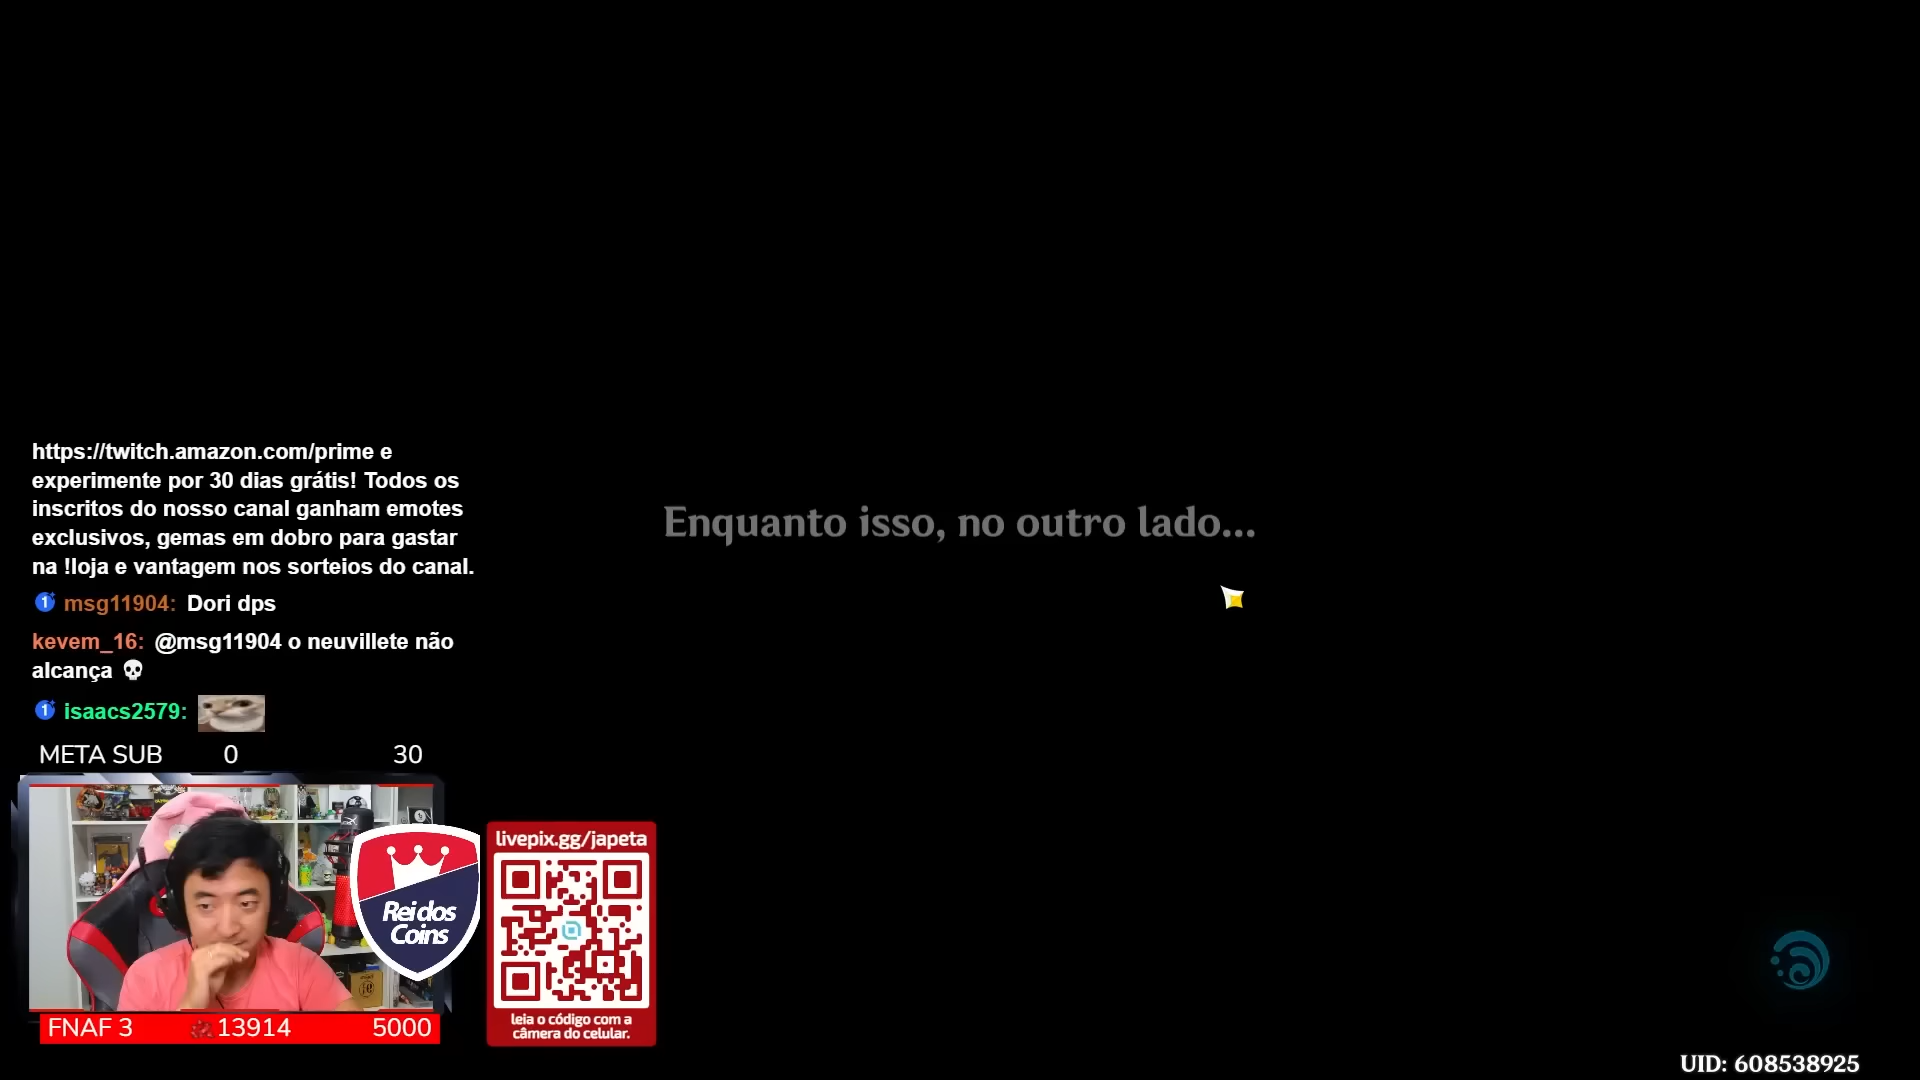 https://twitch.amazon.com/prime e
experimente por 30 dias grátis! Todos os
inscritos do nosso canal ganham emotes
exclusivos, gemas em dobro para gastar
na !loja e vantagem nos sorteios do canal.
msg11904: Dori dps
kevem_16: @msg11904 o neuvillete não
alcança 💀
isaacs2579:
META SUB 0 30
Enquanto isso, no outro lado...
Rei dos
Coins
livepix.gg/japeta
leia o código com a
câmera do celular.
FNAF 3 13914 5000
UID: 608538925